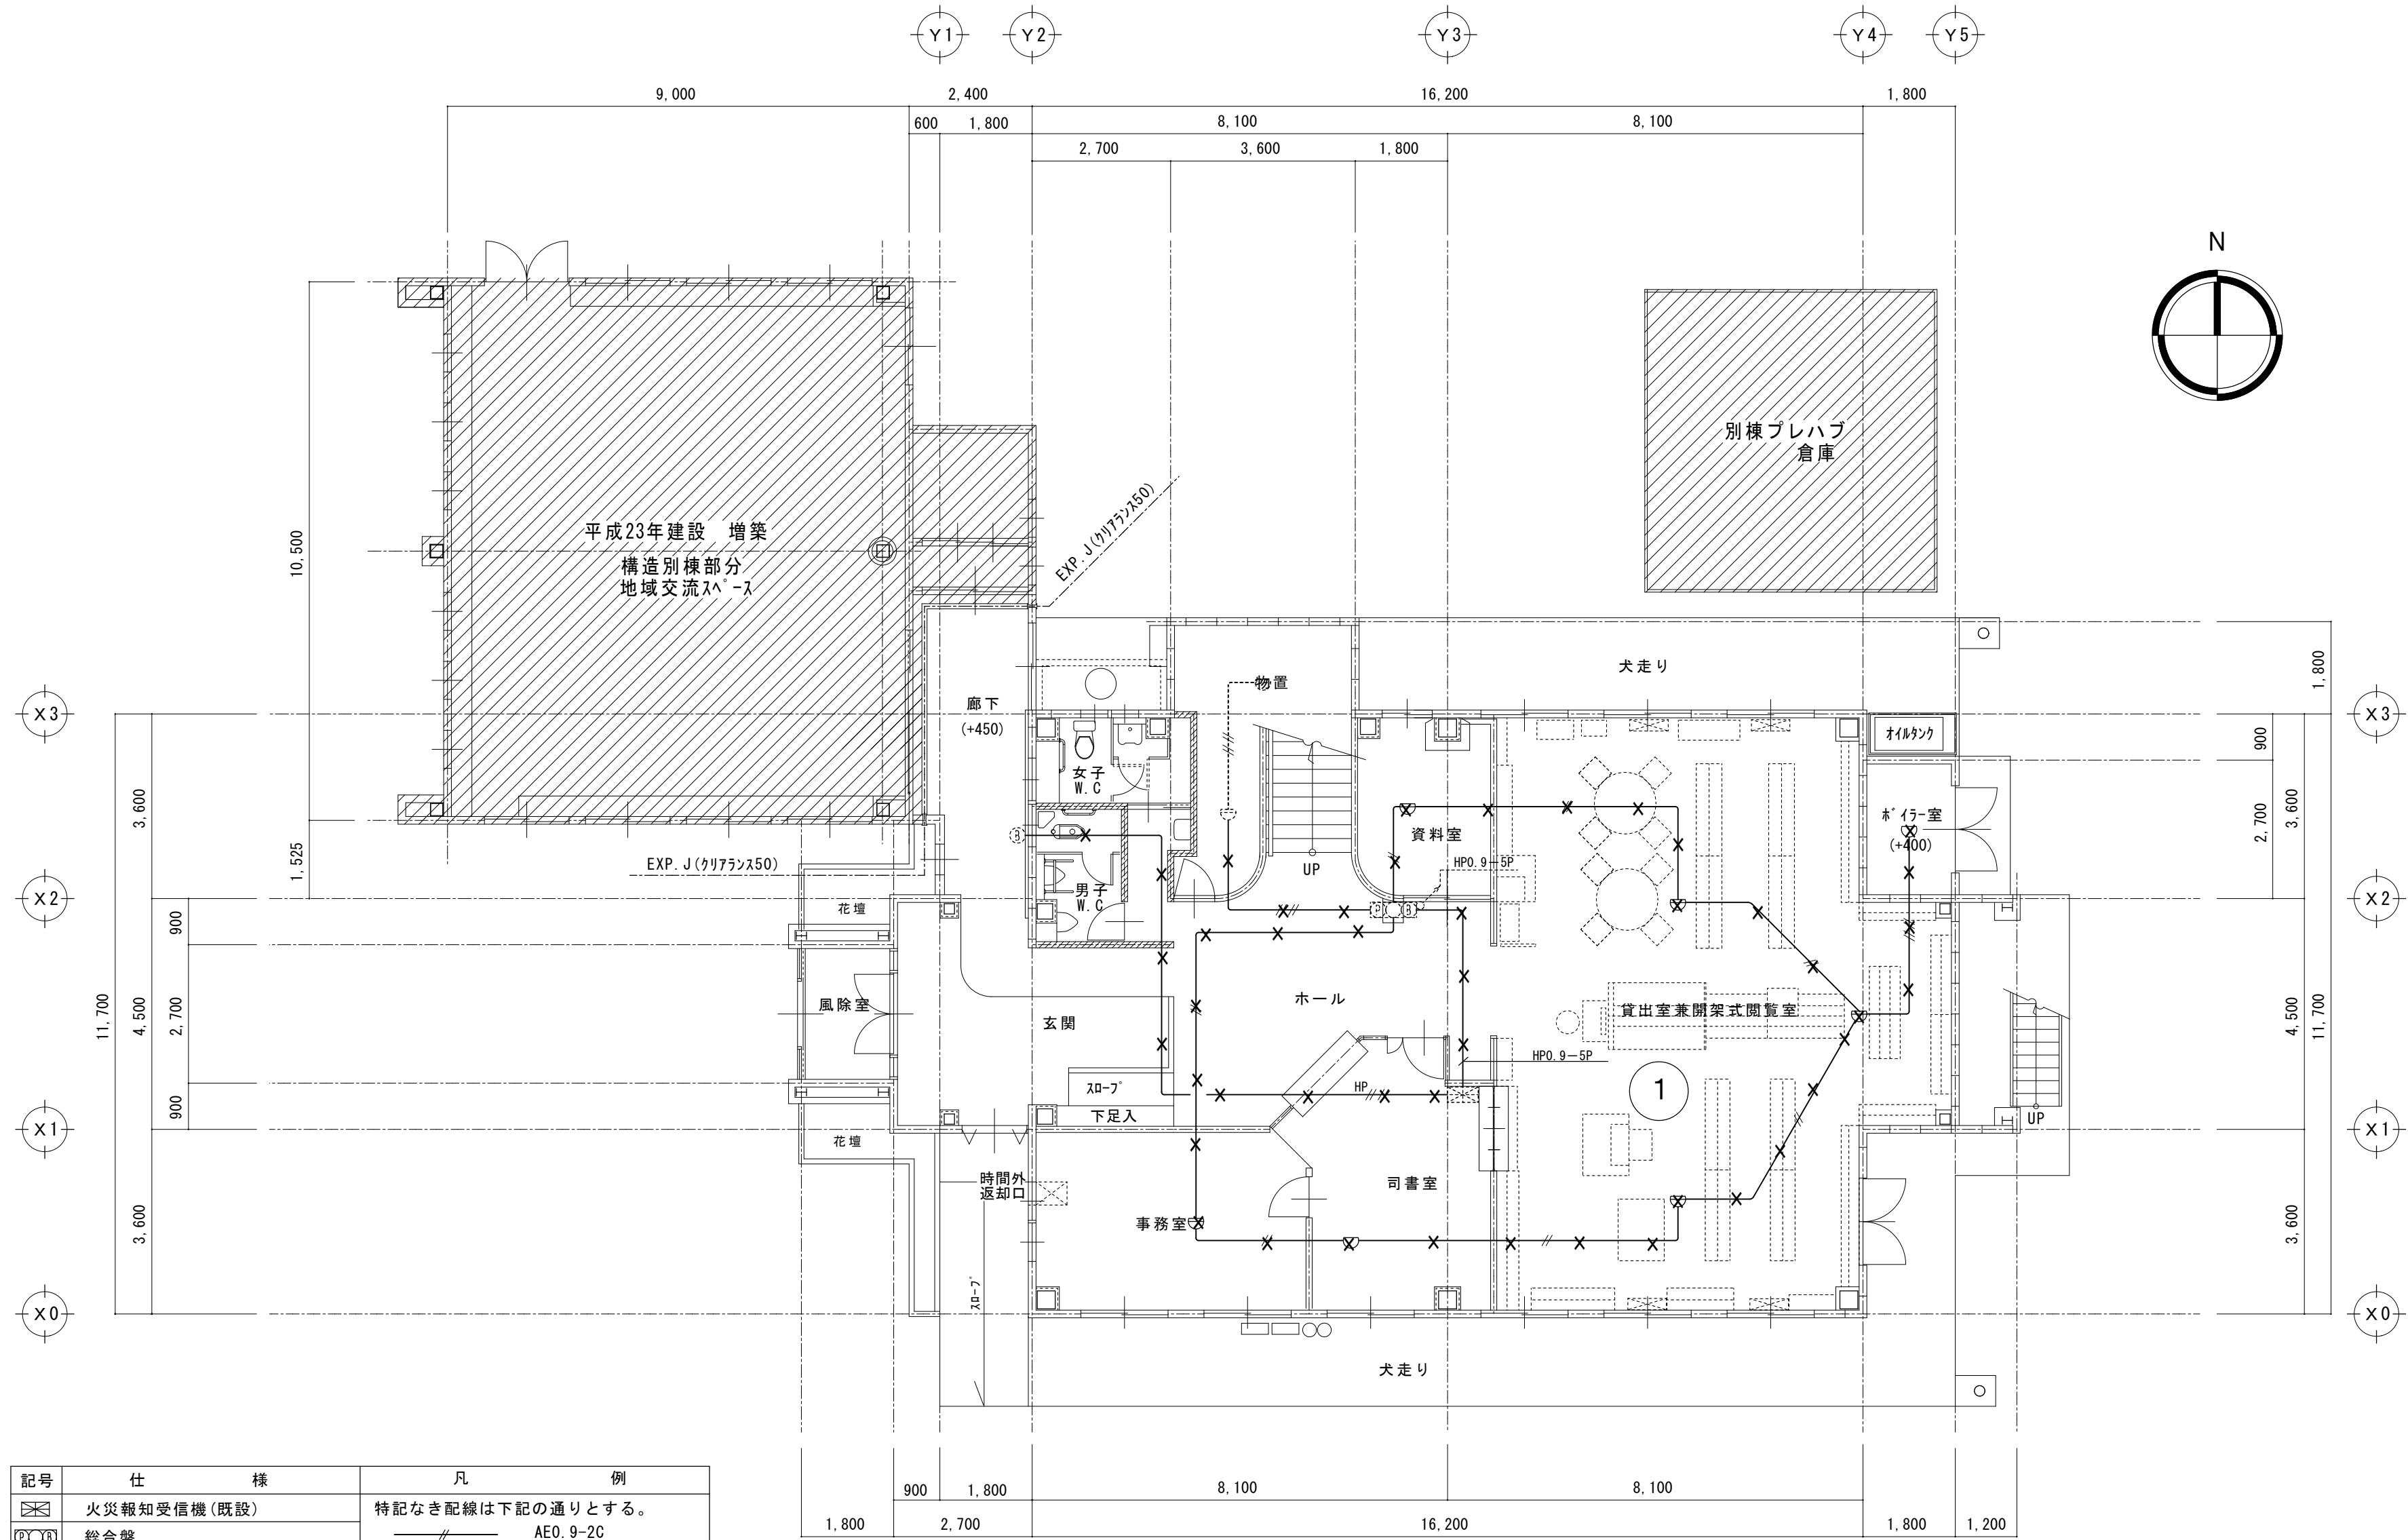 Y1 Y2 Y3 Y4 Y5
9,000 2,400 16,200 1,800
600 1,800 8,100 8,100
2,700 3,600 1,800
N
別棟プレハブ
倉庫
平成23年建設 増築
構造別棟部分
地域交流ｽﾍﾟｰｽ
EXP.J(ｸﾘｱﾗﾝｽ50)
10,500
1,525
犬走り
1,800
物置
廊下
(+450)
X3
X3
オイルタンク
900
女子
W.C
3,600
ﾎﾞｲﾗｰ室
(+400)
2,700
3,600
資料室
B
EXP.J(ｸﾘｱﾗﾝｽ50)
HP0.9-5P
UP
男子
W.C
X2
X2
花壇
P B
900
風除室
ホール
貸出室兼開架式閲覧室
玄関
11,700
4,500
2,700
4,500
11,700
HP0.9-5P
ｽﾛｰﾌﾟ
HP
1
900
下足入
UP
X1
X1
花壇
時間外
返却口
司書室
事務室
3,600
3,600
ｽﾛｰﾌﾟ
X0
X0
犬走り
記号 仕 様 凡 例
火災報知受信機(既設) 特記なき配線は下記の通りとする。
P B 総合盤 AE0.9-2C
900 1,800 8,100 8,100
1,800 2,700 16,200 1,800 1,200